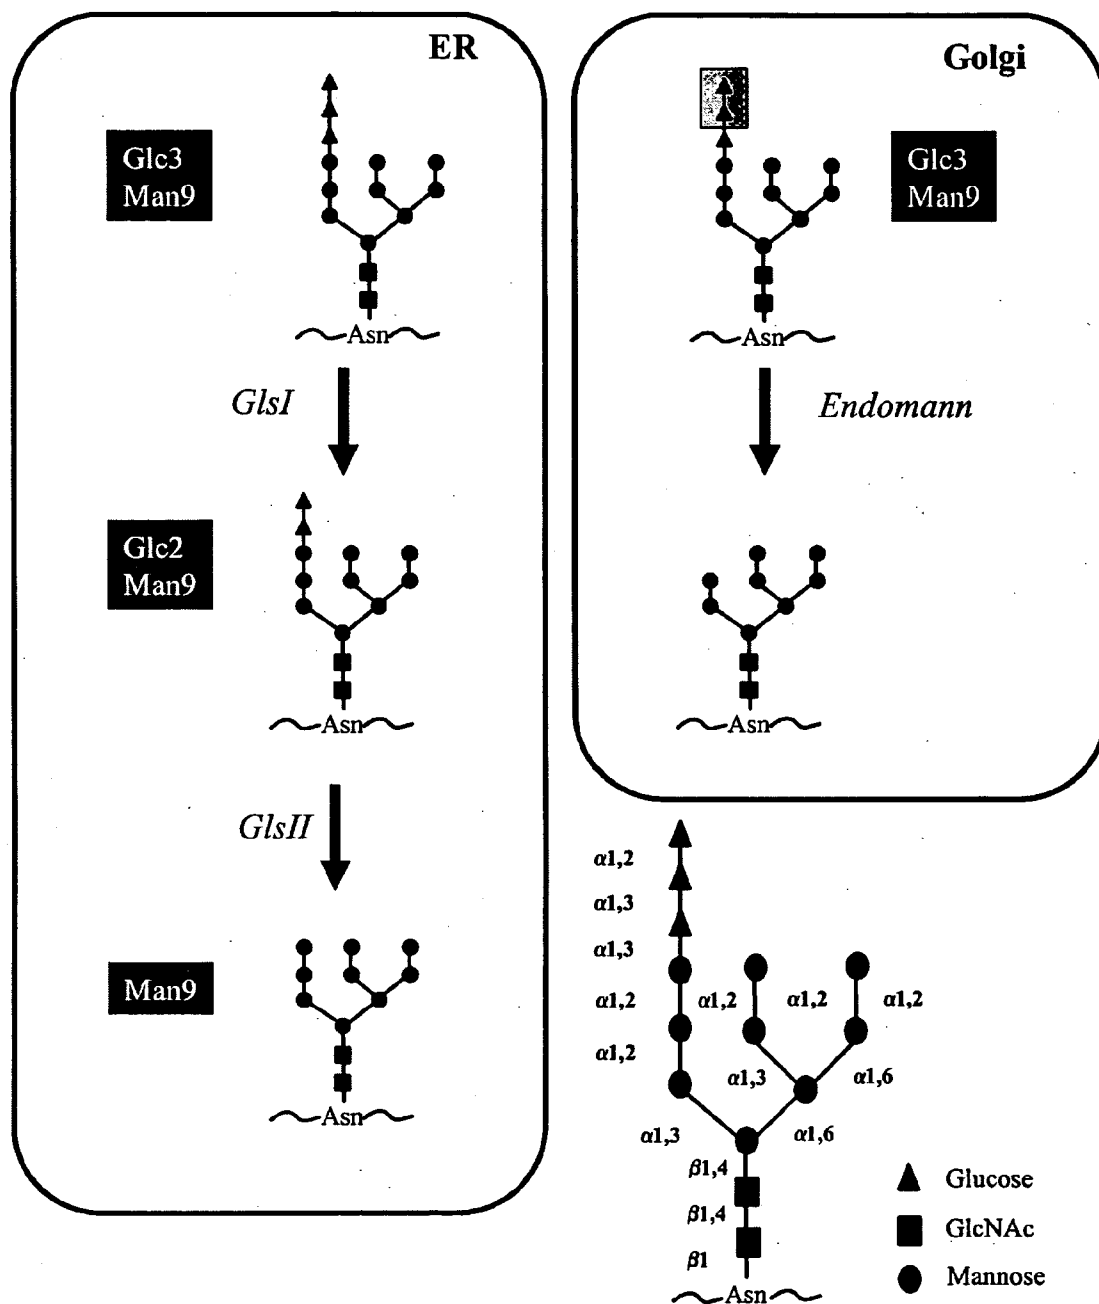 ER
Glc3
Man9
Asn
GlsI
Glc2
Man9
Asn
GlsII
Man9
Asn
Golgi
Glc3
Man9
Asn
Endomann
Asn
α1,2
α1,3
α1,3
α1,2 α1,2 α1,2 α1,2
α1,2
α1,3 α1,6
α1,3 α1,6
β1,4
β1,4
β1
Asn
Glucose
GlcNAc
Mannose